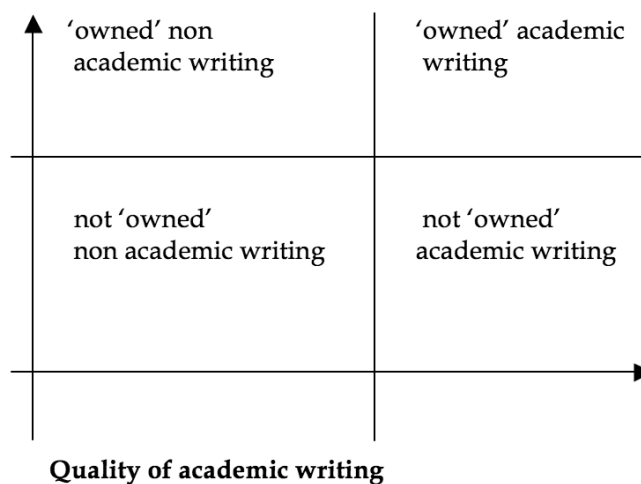 ‘owned’ non
academic writing
‘owned’ academic
writing
not ‘owned’
non academic writing
not ‘owned’
academic writing
Quality of academic writing